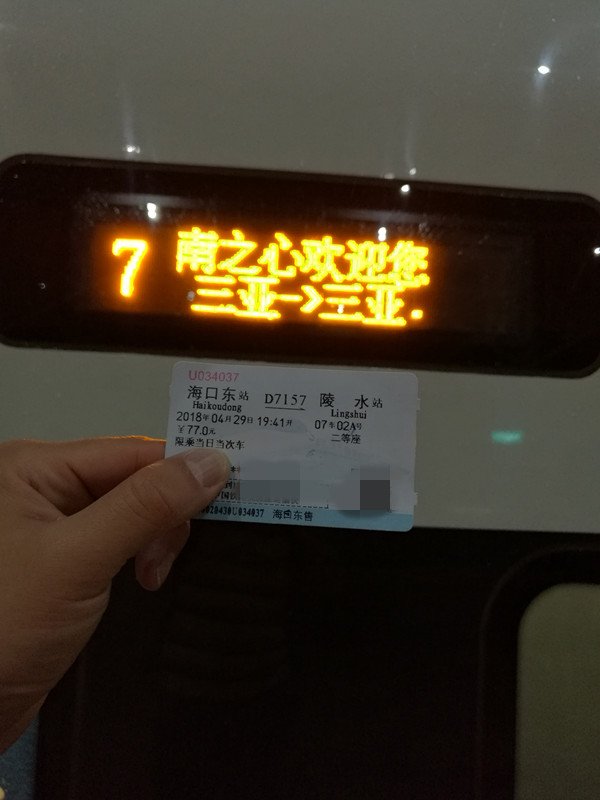 7
南之心欢迎您
三亚->三亚.
U034037
海口东站 D7157 陵 水站
Haikoudong Lingshui
2018年04月29日19:41开 07车02A号
￥77.0元 二等座
限乘当日当次车
020430U034037 海口东售